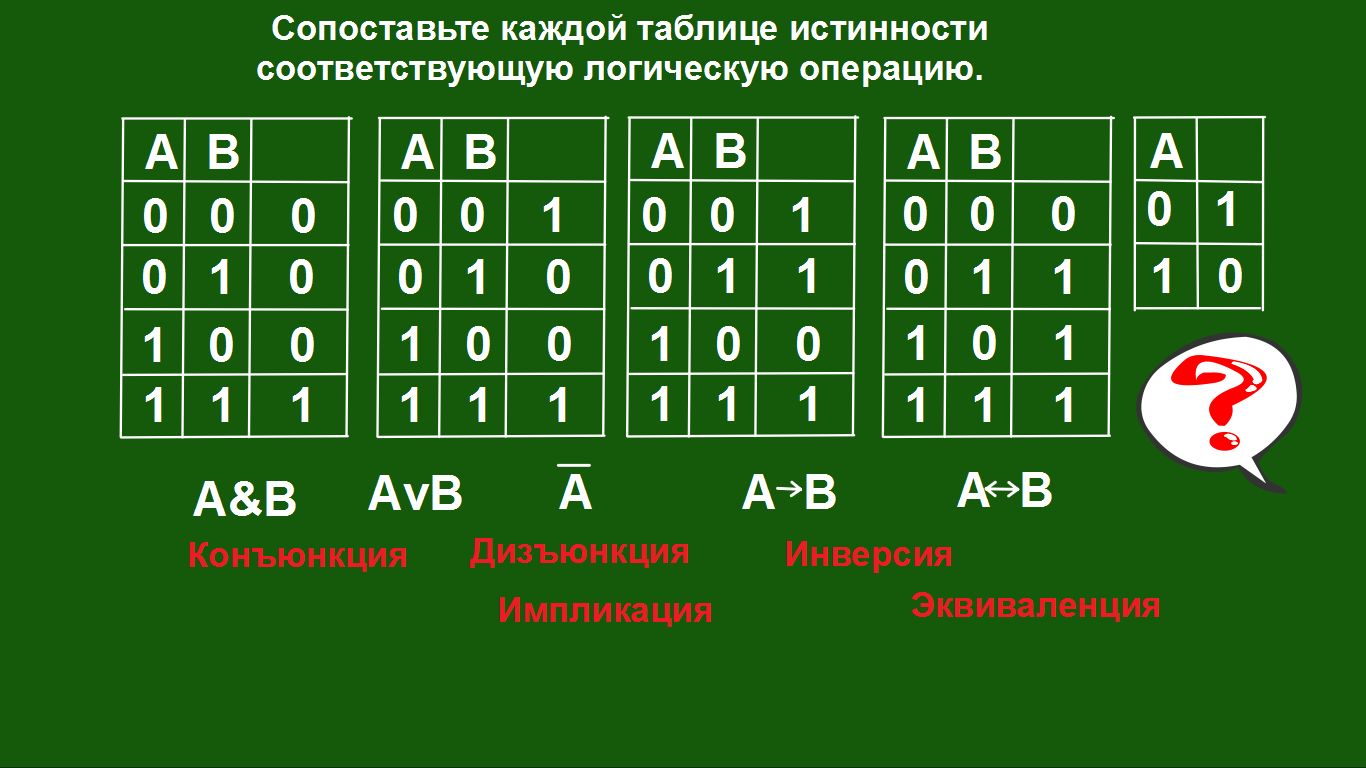 Сопоставьте каждой таблице истинности
соответствующую логическую операцию.
A B A B A B A B A
0 0 0 0 0 1 0 0 1 0 0 0 0 1
0 1 0 0 1 0 0 1 1 0 1 1 1 0
1 0 0 1 0 0 1 0 0 1 0 1
1 1 1 1 1 1 1 1 1 1 1 1
?
A&B AvB A̅ A→B A↔B
Конъюнкция Дизъюнкция Инверсия
Импликация Эквиваленция